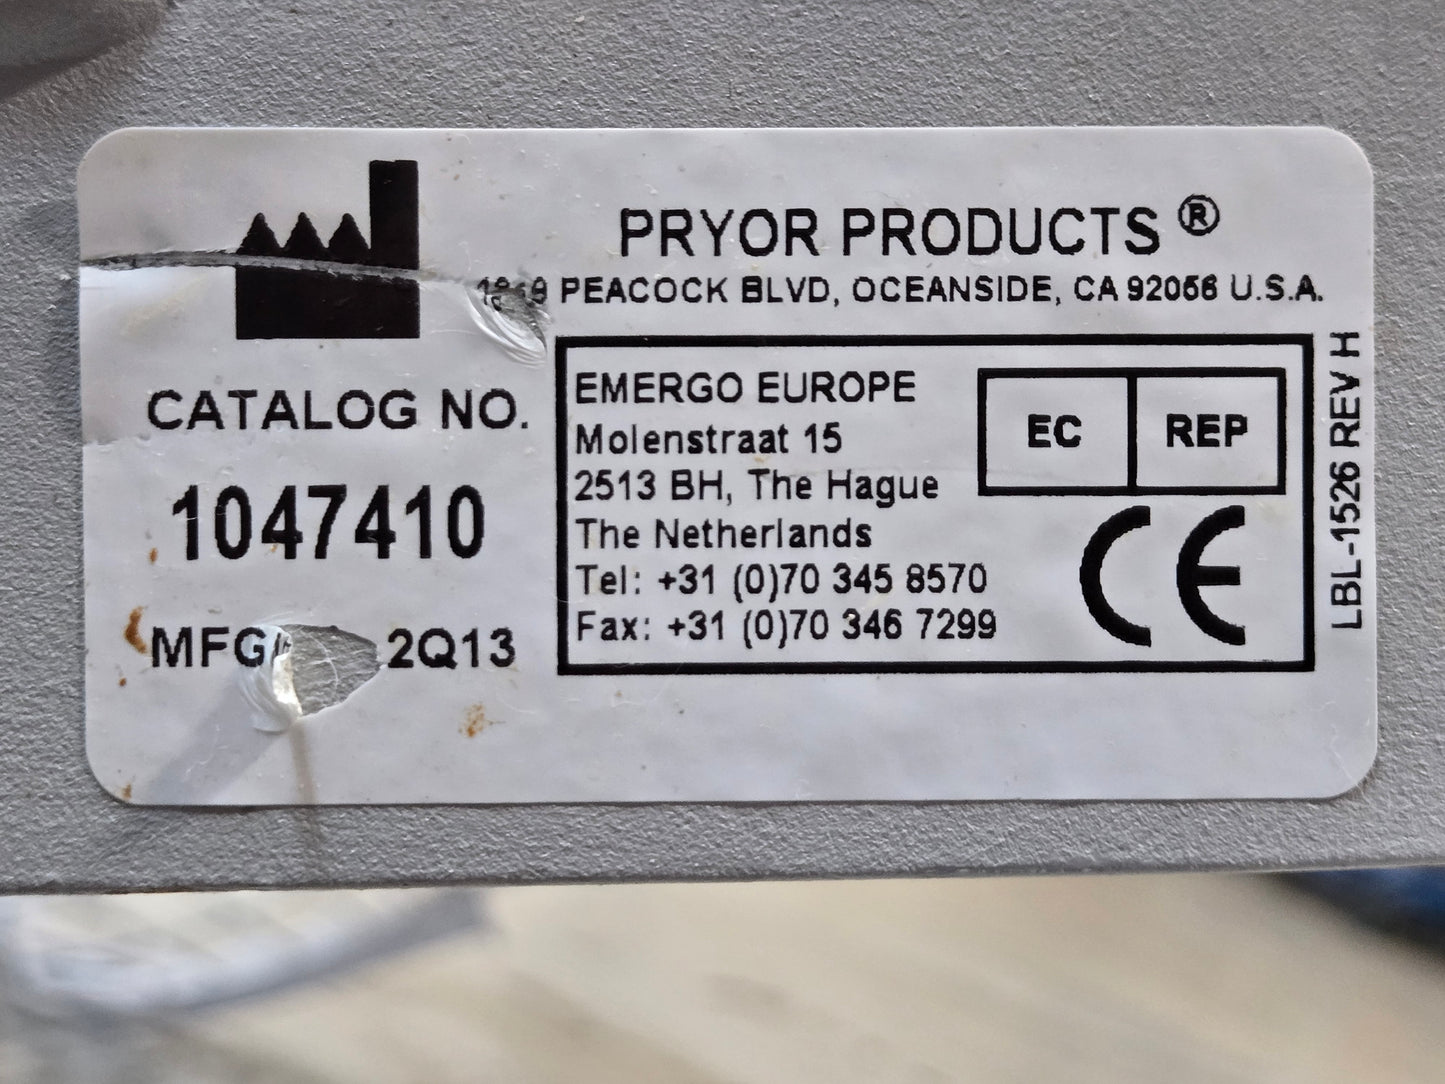 PRYOR PRODUCTS ®
PEACOCK BLVD, OCEANSIDE, CA 92056 U.S.A.
CATALOG NO.
1047410
2Q13
EMERGO EUROPE
Molenstraat 15
2513 BH, The Hague
The Netherlands
Tel: +31 (0)70 345 8570
Fax: +31 (0)70 346 7299
EC REP
CE
LBL-1526 REV H